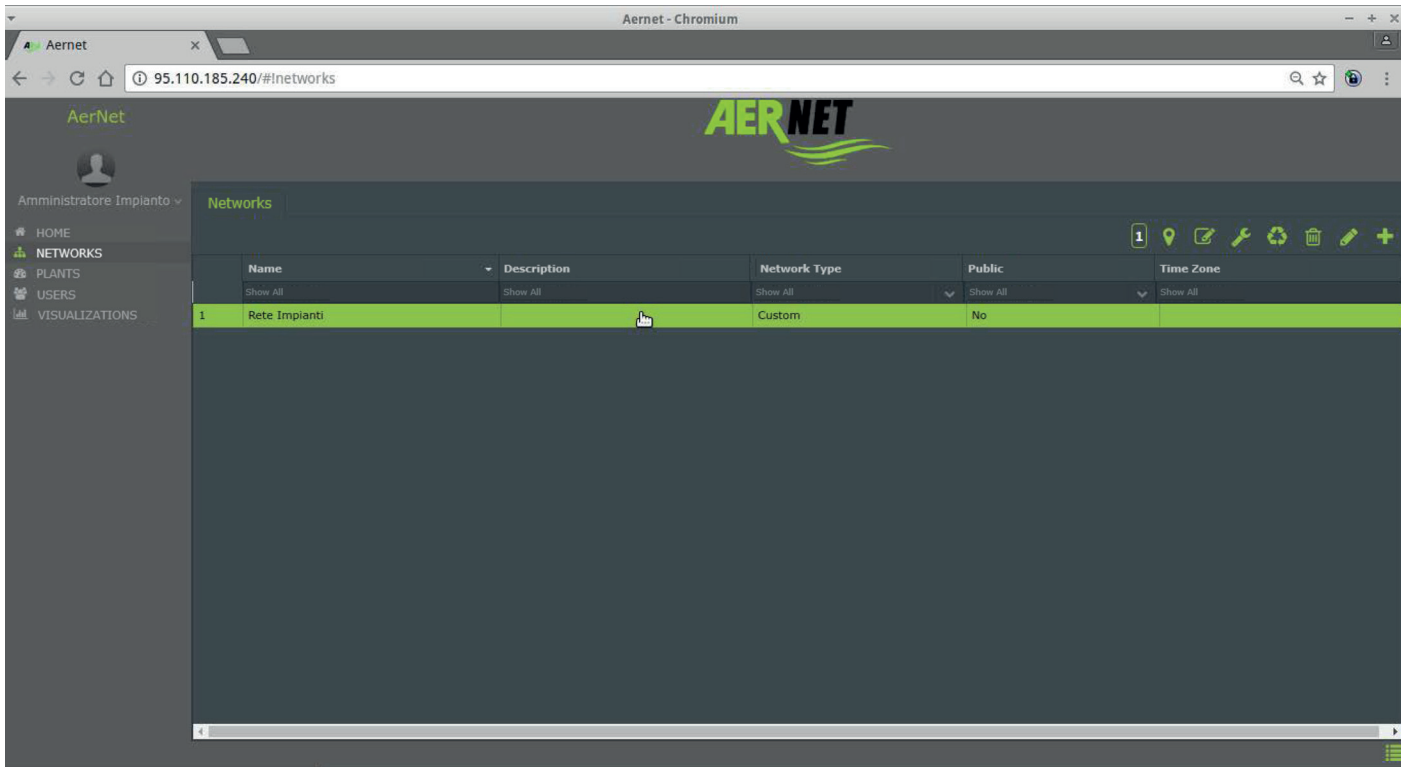 Aernet - Chromium
Aernet
95.110.185.240/#!networks
AerNet
AERNET
Amministratore Impianto
Networks
HOME
NETWORKS
PLANTS
USERS
VISUALIZATIONS
1
Name Description Network Type Public Time Zone
Show All Show All Show All Show All Show All
1 Rete Impianti Custom No